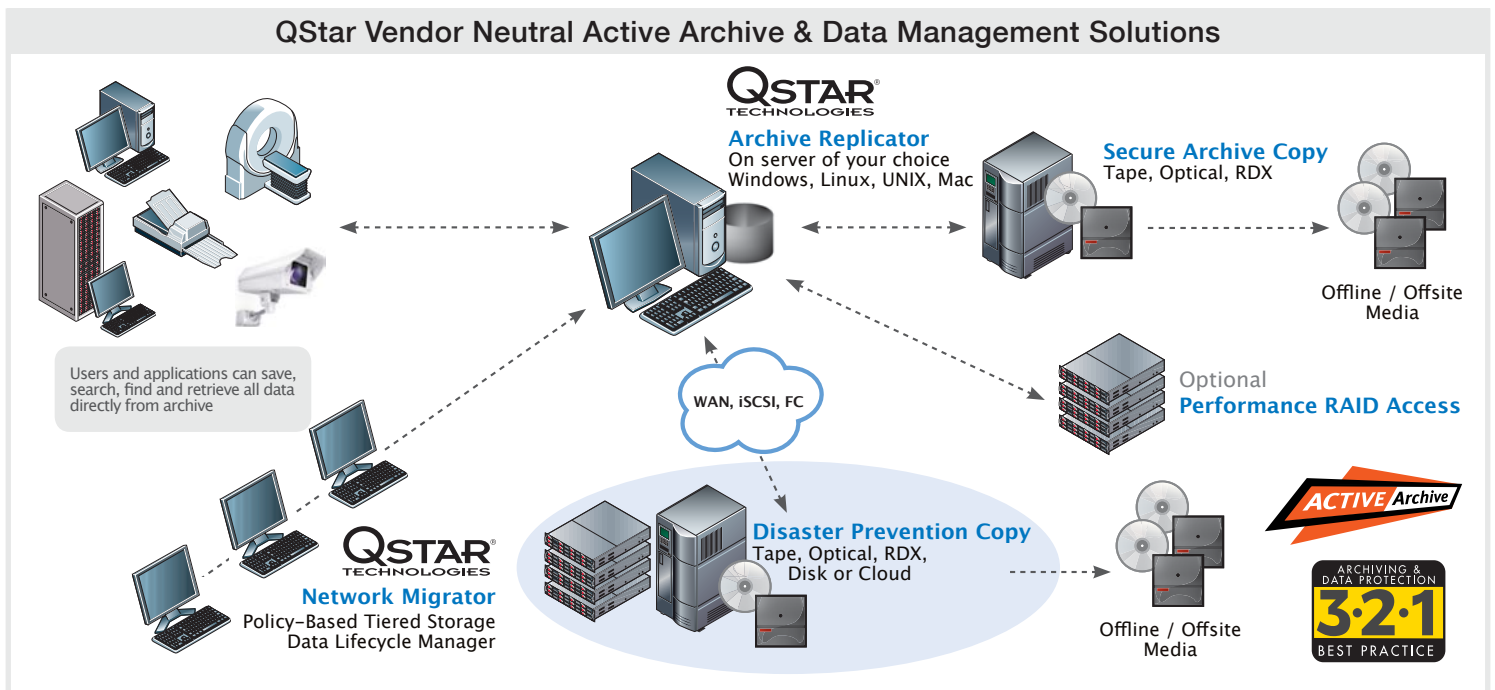 QStar Vendor Neutral Active Archive & Data Management Solutions
QSTAR®
TECHNOLOGIES
Archive Replicator
On server of your choice
Windows, Linux, UNIX, Mac
Secure Archive Copy
Tape, Optical, RDX
Offline / Offsite
Media
Users and applications can save,
search, find and retrieve all data
directly from archive
WAN, iSCSI, FC
Optional
Performance RAID Access
QSTAR®
TECHNOLOGIES
Network Migrator
Policy-Based Tiered Storage
Data Lifecycle Manager
Disaster Prevention Copy
Tape, Optical, RDX,
Disk or Cloud
Offline / Offsite
Media
ACTIVE Archive
ARCHIVING &
DATA PROTECTION
3·2·1
BEST PRACTICE